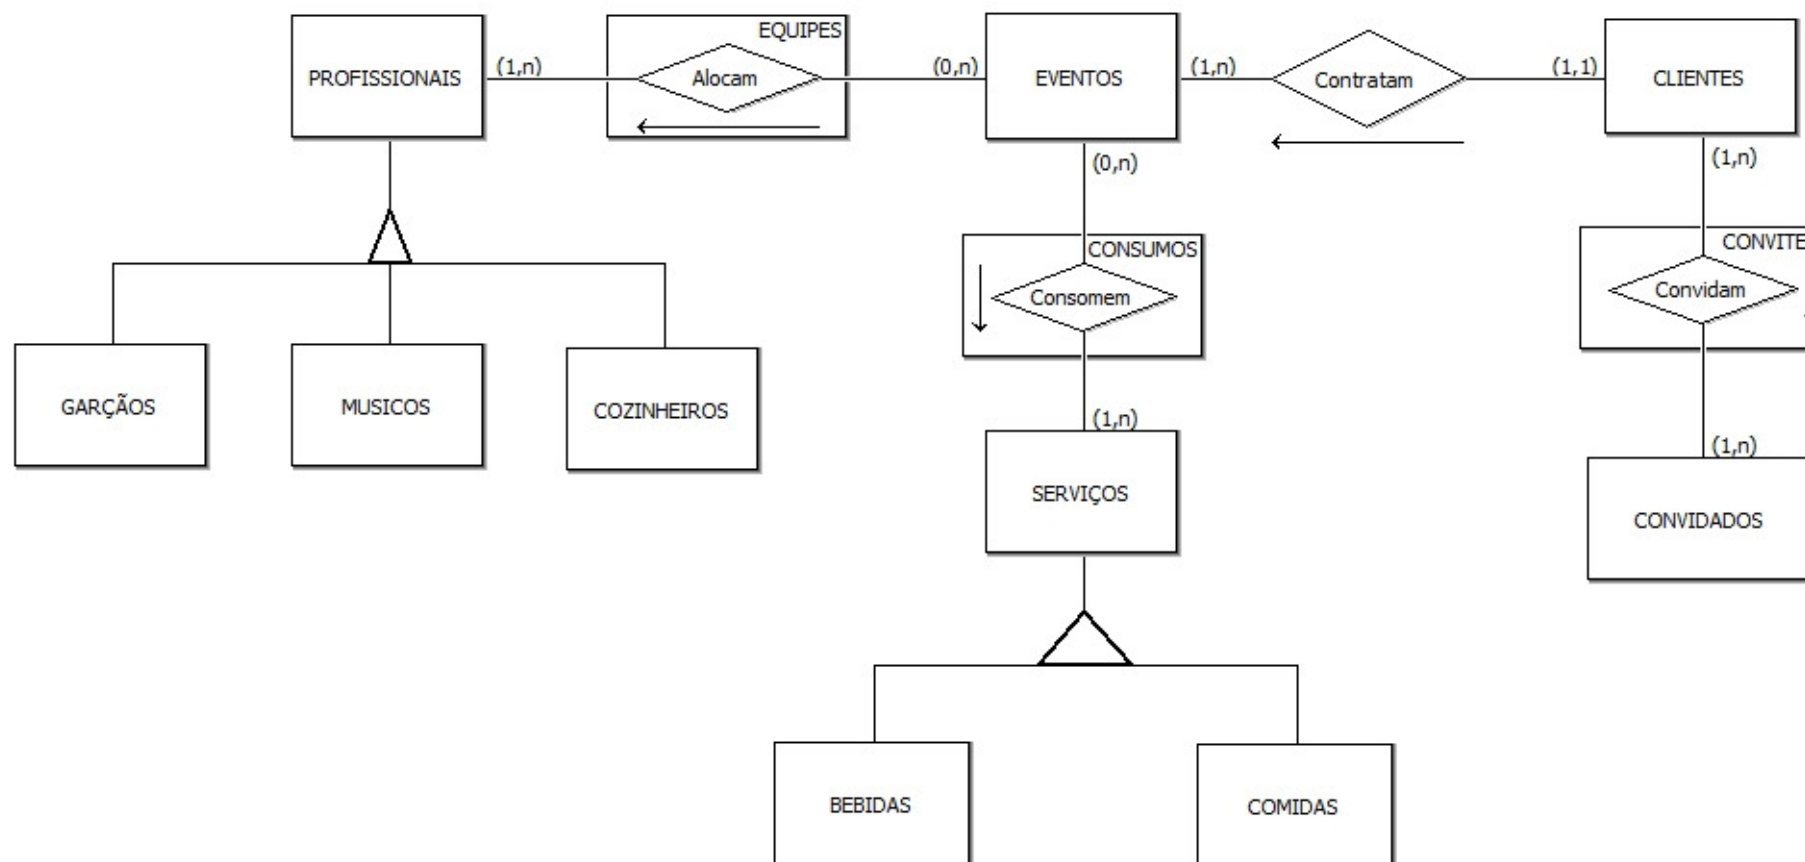 EQUIPES
PROFISSIONAIS
(1,n)
Alocam
(0,n)
EVENTOS
(1,n)
Contratam
(1,1)
CLIENTES
(0,n)
(1,n)
CONSUMOS
Consomem
CONVITE
Convidam
GARÇÃOS
MUSICOS
COZINHEIROS
(1,n)
(1,n)
SERVIÇOS
CONVIDADOS
BEBIDAS
COMIDAS